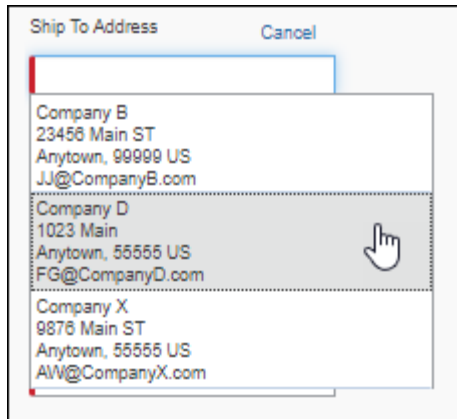 Ship To Address
Cancel
Company B
23456 Main ST
Anytown, 99999 US
JJ@CompanyB.com
Company D
1023 Main
Anytown, 55555 US
FG@CompanyD.com
Company X
9876 Main ST
Anytown, 55555 US
AW@CompanyX.com